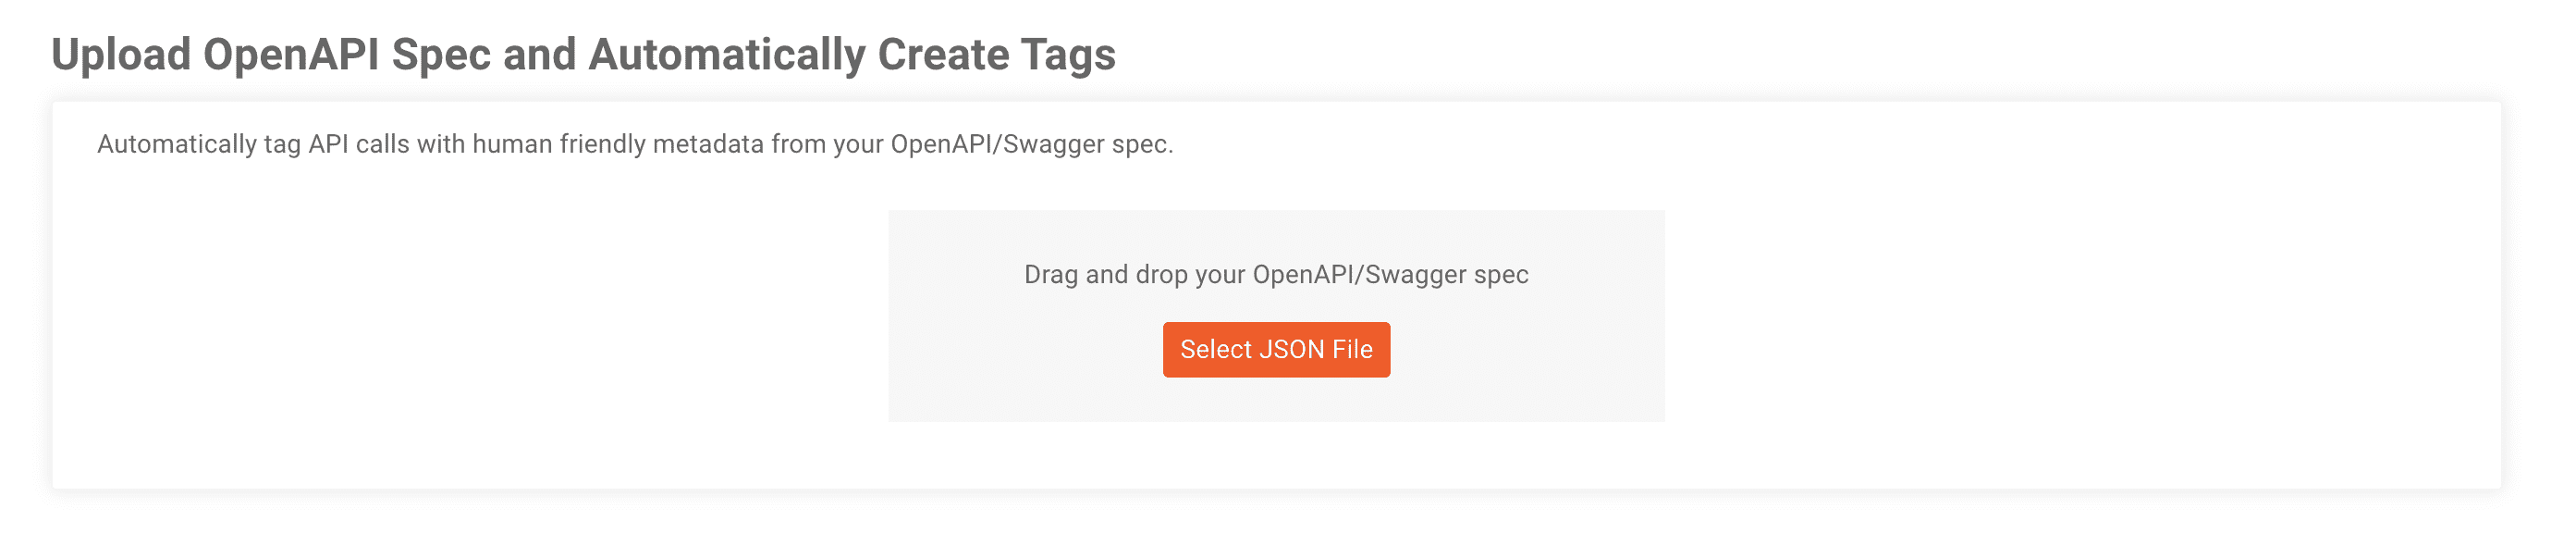 Upload OpenAPI Spec and Automatically Create Tags
Automatically tag API calls with human friendly metadata from your OpenAPI/Swagger spec.
Drag and drop your OpenAPI/Swagger spec
Select JSON File